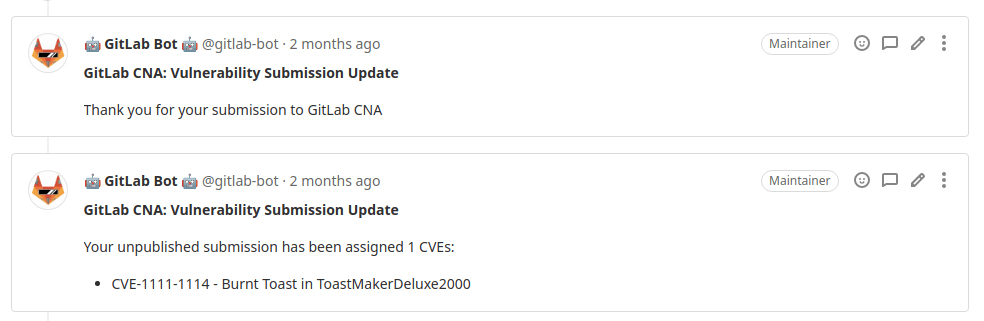 GitLab Bot @gitlab-bot · 2 months ago Maintainer
GitLab CNA: Vulnerability Submission Update
Thank you for your submission to GitLab CNA
GitLab Bot @gitlab-bot · 2 months ago Maintainer
GitLab CNA: Vulnerability Submission Update
Your unpublished submission has been assigned 1 CVEs:
• CVE-1111-1114 - Burnt Toast in ToastMakerDeluxe2000